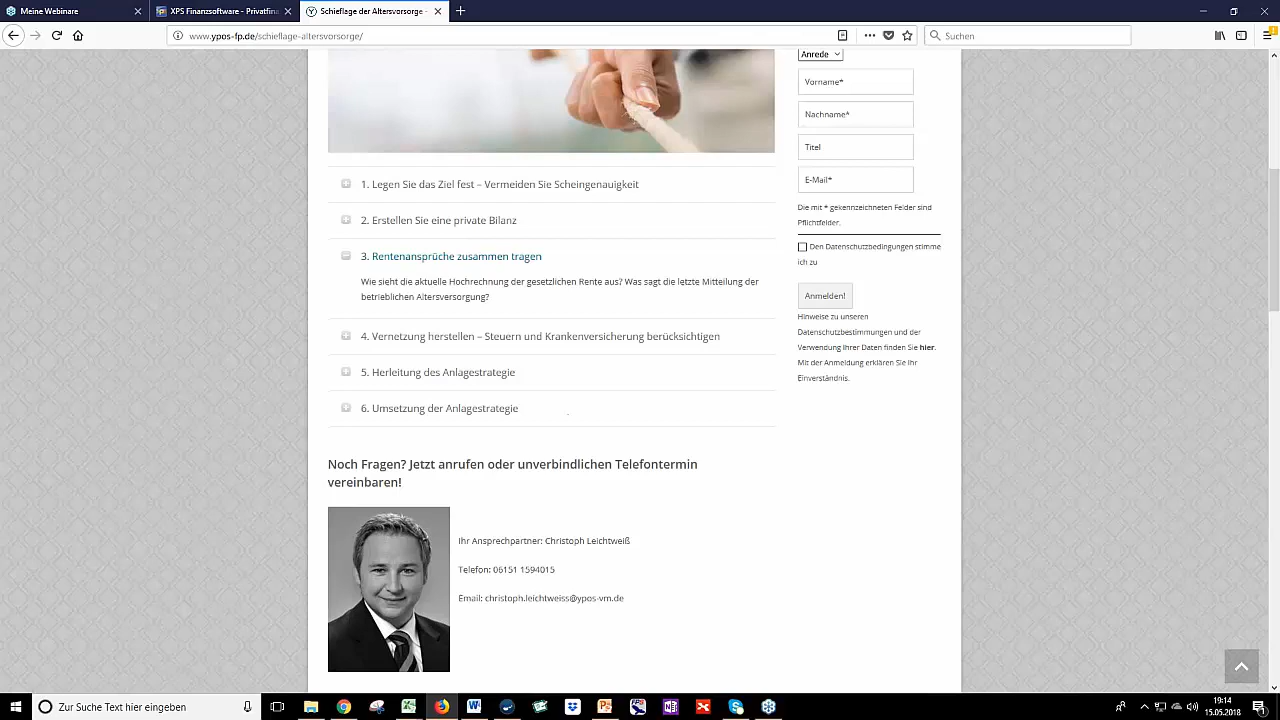 Meine Webinare
XPS Finanzsoftware - Privatfin
Schieflage der Altersvorsorge -
www.ypos-fp.de/schieflage-altersvorsorge/
Suchen
Anrede
Vorname*
Nachname*
Titel
E-Mail*
Die mit * gekennzeichneten Felder sind
Pflichtfelder.
Den Datenschutzbedingungen stimme
ich zu
Anmelden!
Hinweise zu unseren
Datenschutzbestimmungen und der
Verwendung Ihrer Daten finden Sie hier.
Mit der Anmeldung erklären Sie Ihr
Einverständnis.
1. Legen Sie das Ziel fest – Vermeiden Sie Scheingenauigkeit
2. Erstellen Sie eine private Bilanz
3. Rentenansprüche zusammen tragen
Wie sieht die aktuelle Hochrechnung der gesetzlichen Rente aus? Was sagt die letzte Mitteilung der
betrieblichen Altersversorgung?
4. Vernetzung herstellen – Steuern und Krankenversicherung berücksichtigen
5. Herleitung des Anlagestrategie
6. Umsetzung der Anlagestrategie
Noch Fragen? Jetzt anrufen oder unverbindlichen Telefontermin
vereinbaren!
Ihr Ansprechpartner: Christoph Leichtweiß
Telefon: 06151 1594015
Email: christoph.leichtweiss@ypos-vm.de
Zur Suche Text hier eingeben
19:14
15.05.2018